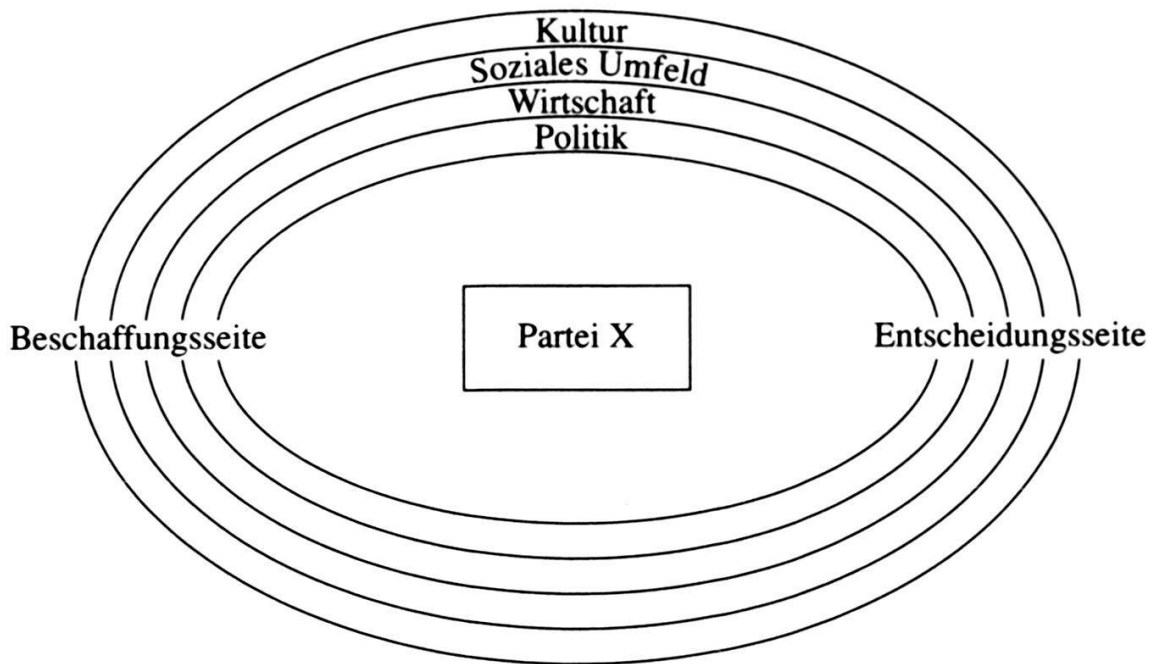 Kultur
Soziales Umfeld
Wirtschaft
Politik
Beschaffungsseite
Partei X
Entscheidungsseite